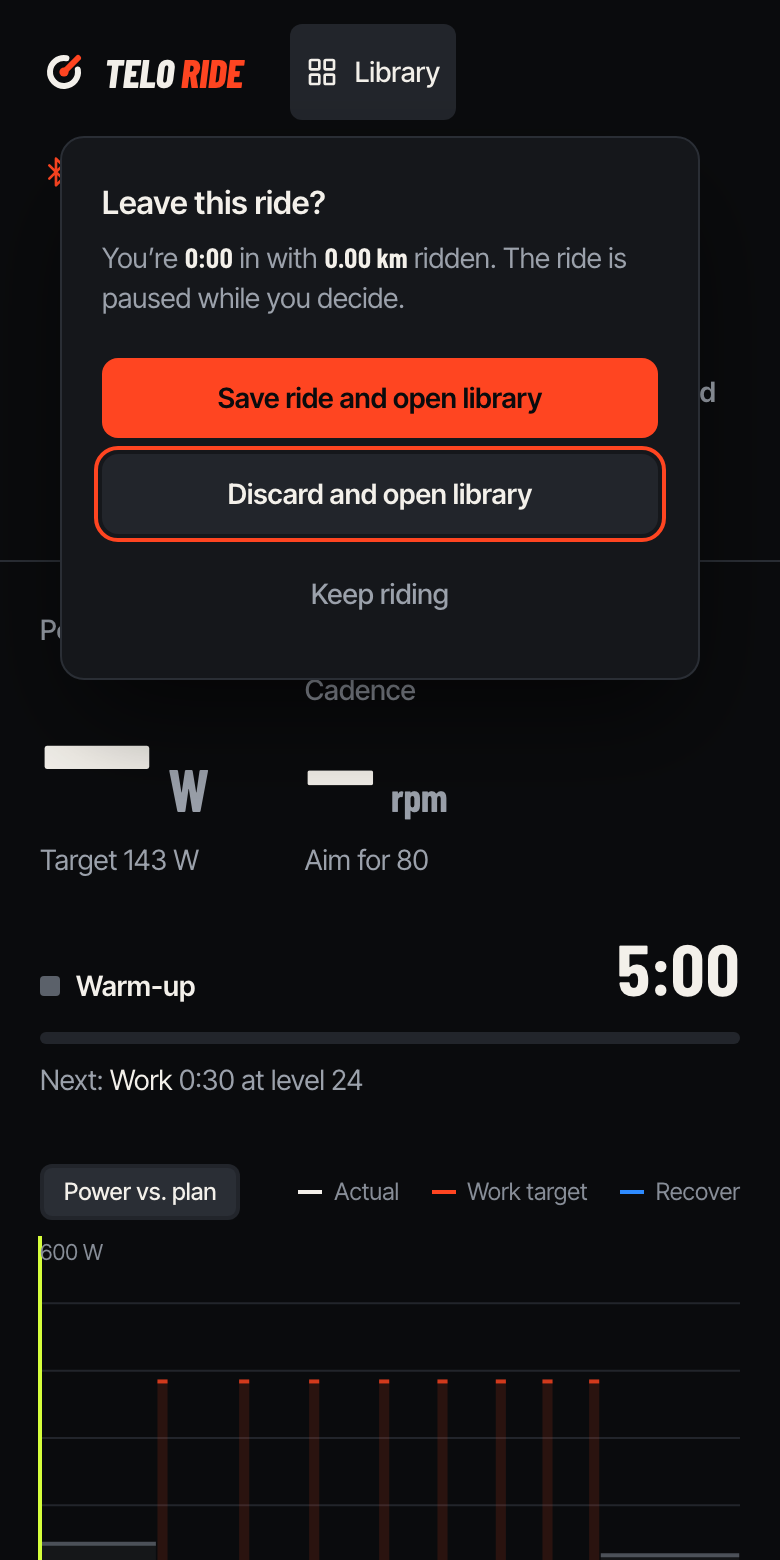 TELO RIDE
Library
Leave this ride?
You’re 0:00 in with 0.00 km ridden. The ride is
paused while you decide.
Save ride and open library
Discard and open library
Keep riding
Cadence
W
rpm
Target 143 W
Aim for 80
Warm-up
5:00
Next: Work 0:30 at level 24
Power vs. plan
Actual
Work target
Recover
600 W